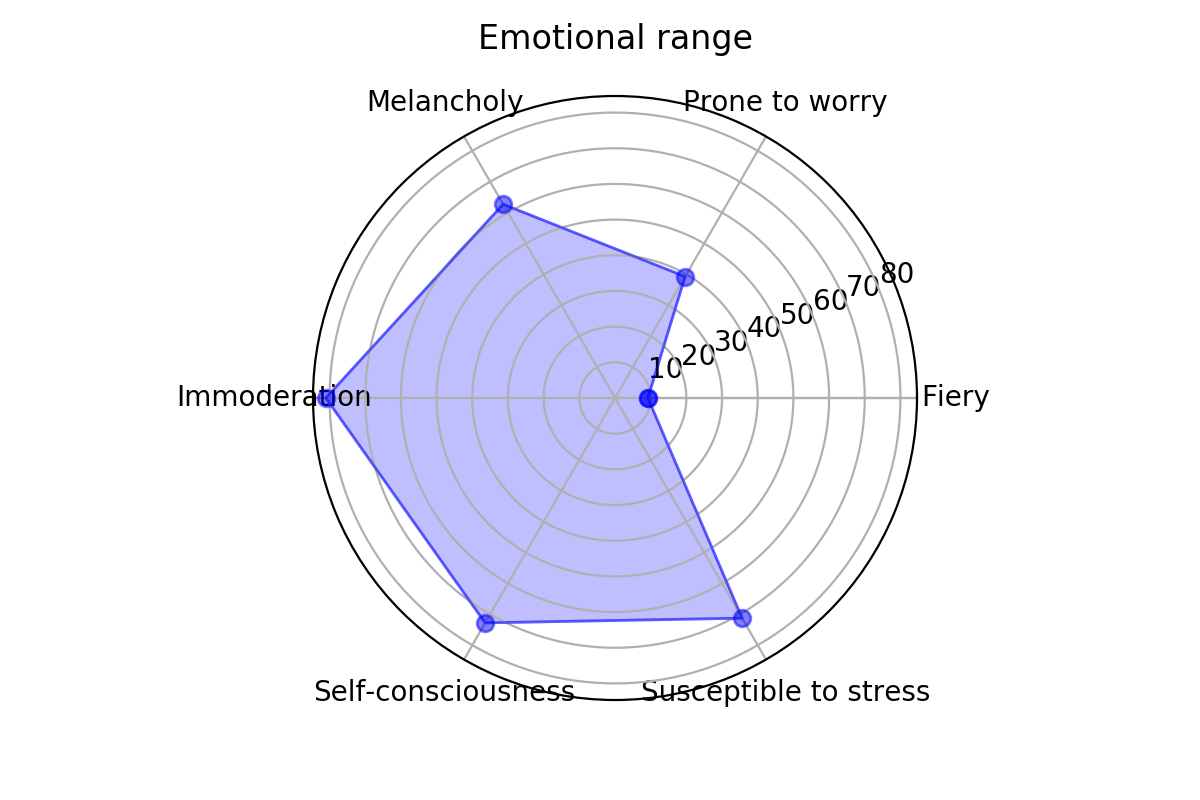 Emotional range
Melancholy
Prone to worry
80
70
60
50
40
30
20
10
Immoderation
Fiery
Self-consciousness
Susceptible to stress